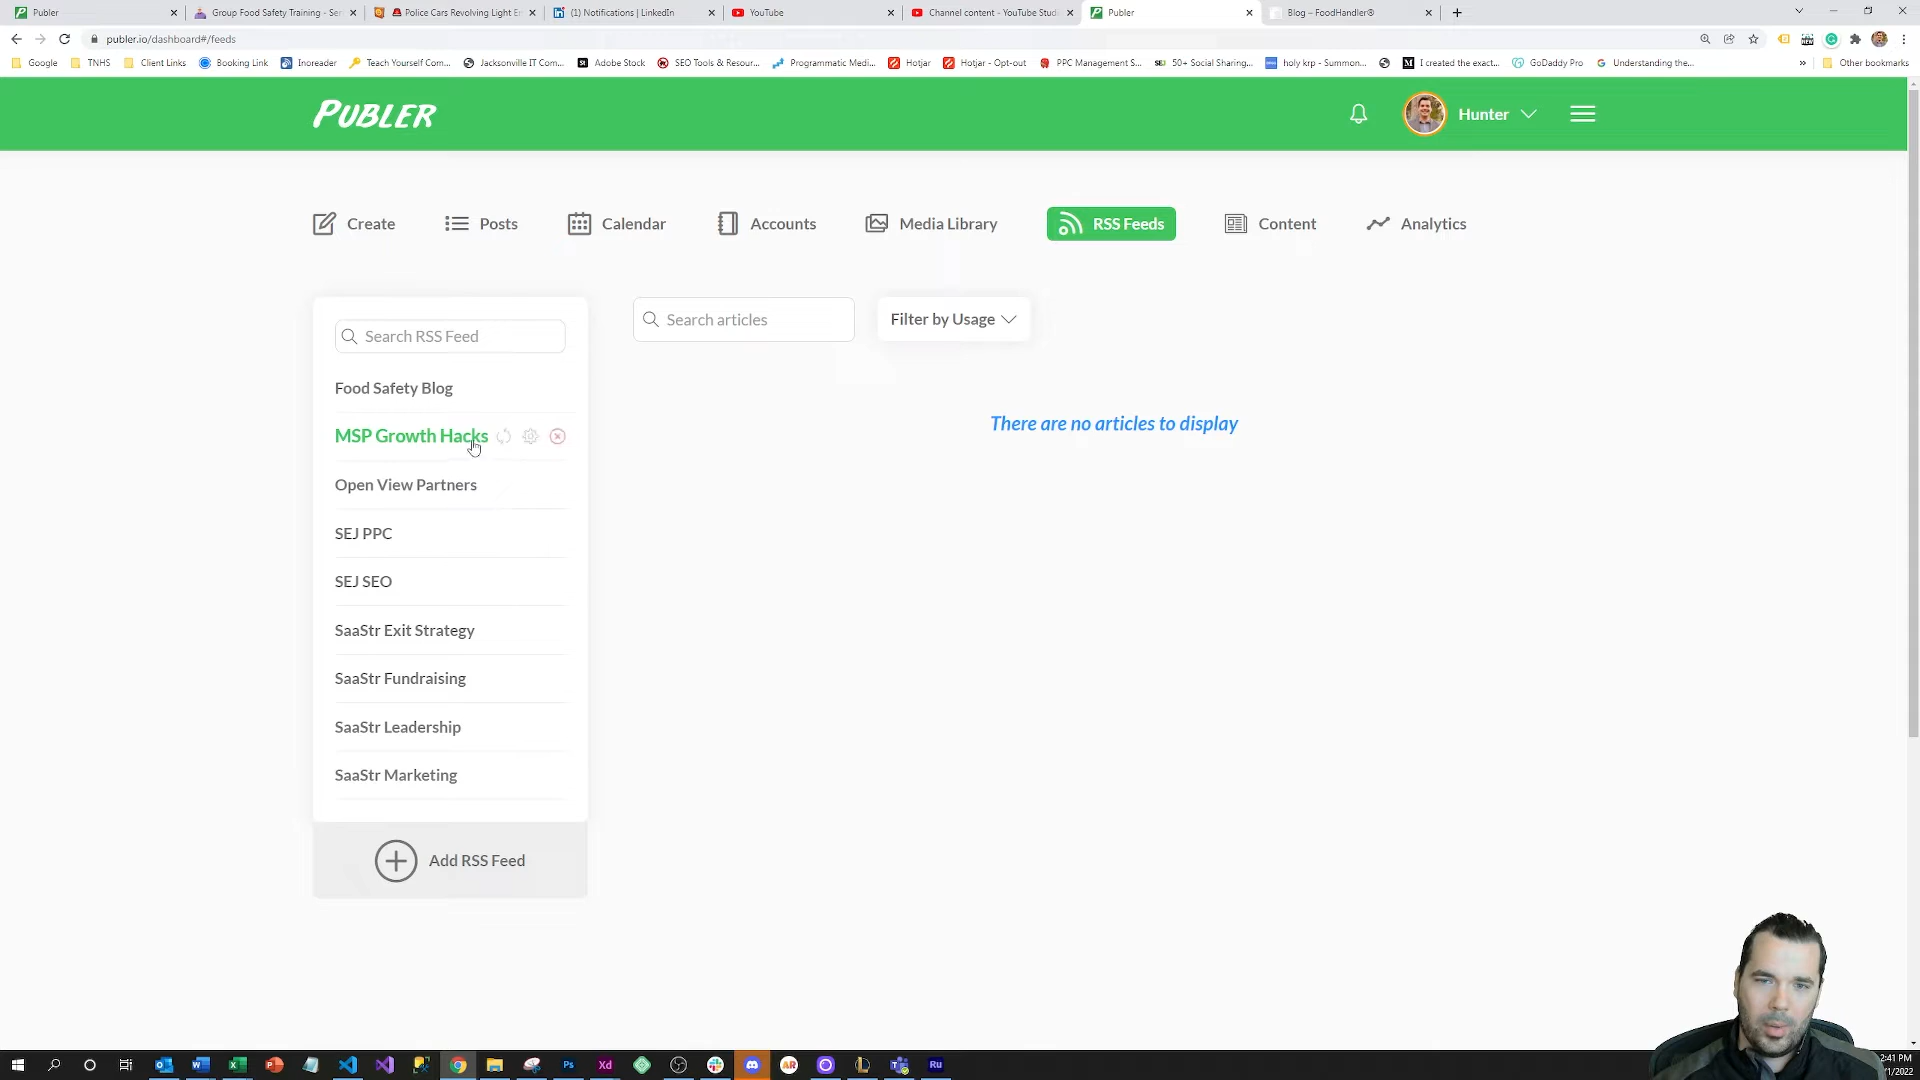 Publer
Group Food Safety Training - Ser
Police Cars Revolving Light Em
(1) Notifications | LinkedIn
YouTube
Channel content - YouTube Stud
Publer
Blog – FoodHandler®
publer.io/dashboard#/feeds
Google
TNHS
Client Links
Booking Link
Inoreader
Teach Yourself Com...
Jacksonville IT Com...
Adobe Stock
SEO Tools & Resour...
Programmatic Medi...
Hotjar
Hotjar - Opt-out
PPC Management S...
50+ Social Sharing...
holy krp - Summon...
I created the exact...
GoDaddy Pro
Understanding the...
»
Other bookmarks
PUBLER
Hunter
Create
Posts
Calendar
Accounts
Media Library
RSS Feeds
Content
Analytics
Search RSS Feed
Search articles
Filter by Usage
Food Safety Blog
There are no articles to display
MSP Growth Hacks
Open View Partners
SEJ PPC
SEJ SEO
SaaStr Exit Strategy
SaaStr Fundraising
SaaStr Leadership
SaaStr Marketing
Add RSS Feed
2:41 PM
/1/2022